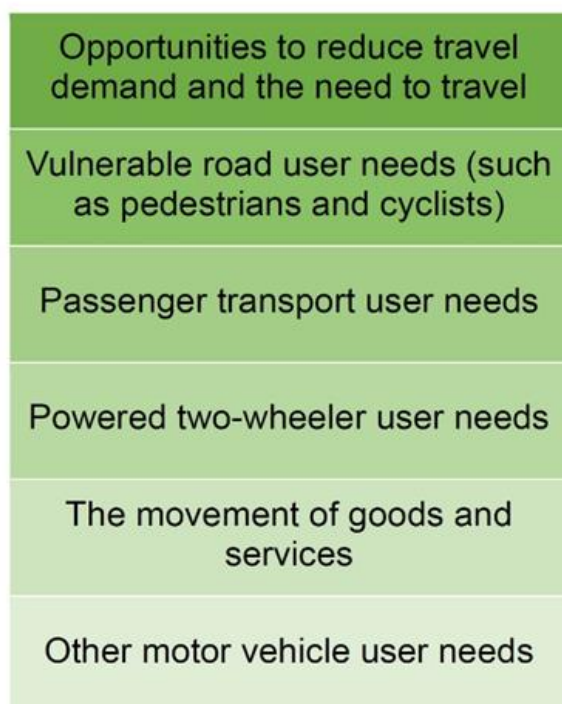 Opportunities to reduce travel
demand and the need to travel
Vulnerable road user needs (such
as pedestrians and cyclists)
Passenger transport user needs
Powered two-wheeler user needs
The movement of goods and
services
Other motor vehicle user needs